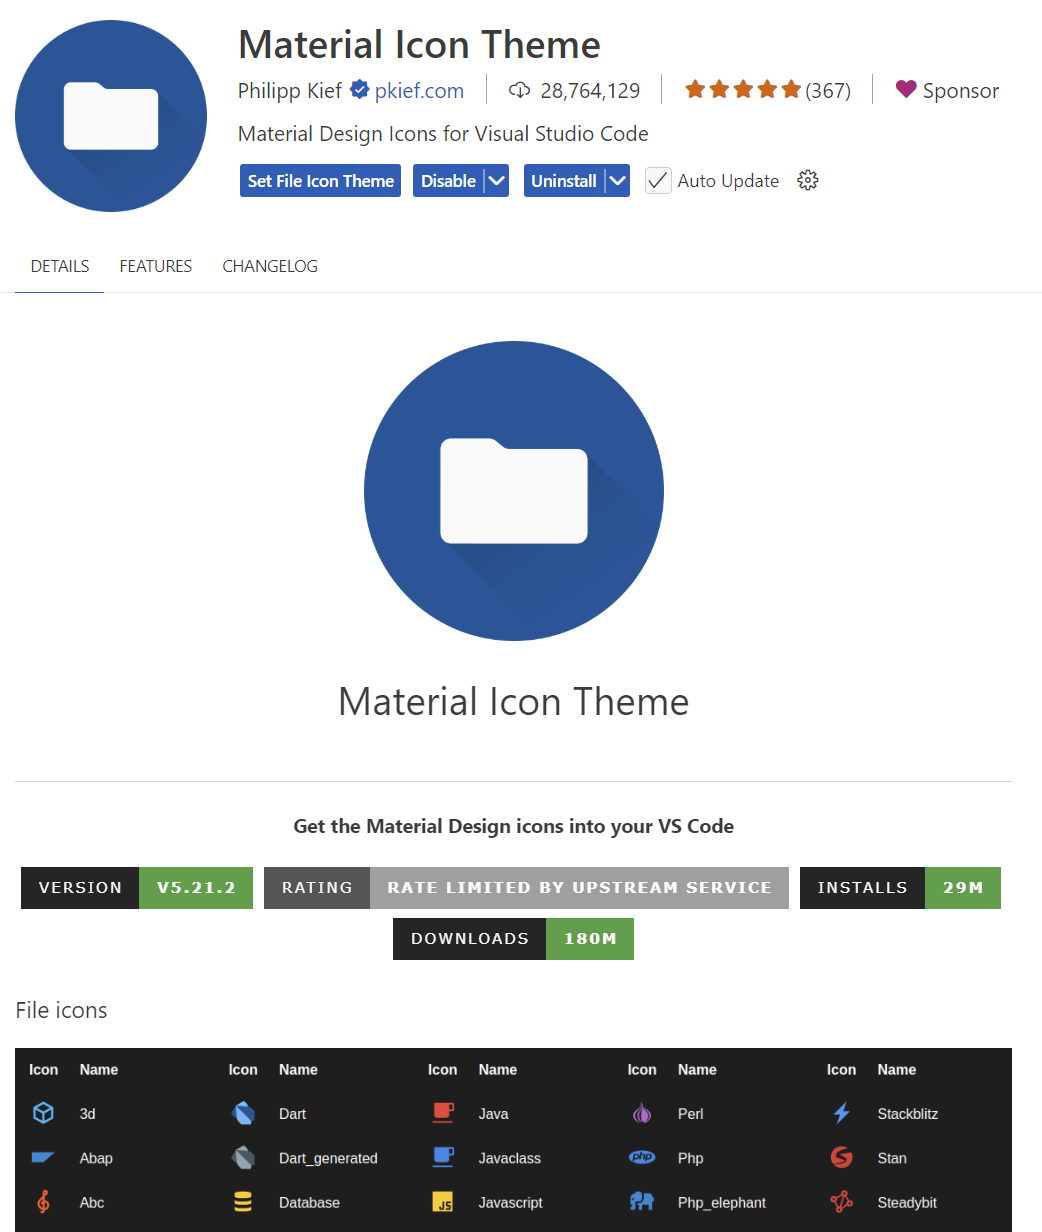 Material Icon Theme
Philipp Kief pkief.com 28,764,129 (367) Sponsor
Material Design Icons for Visual Studio Code
Set File Icon Theme Disable Uninstall Auto Update
DETAILS FEATURES CHANGELOG
Material Icon Theme
Get the Material Design icons into your VS Code
VERSION V5.21.2 RATING RATE LIMITED BY UPSTREAM SERVICE INSTALLS 29M
DOWNLOADS 180M
File icons
Icon Name Icon Name Icon Name Icon Name Icon Name
3d Dart Java Perl Stackblitz
Abap Dart_generated Javaclass php Php Stan
Abc Database JS Javascript Php_elephant Steadybit